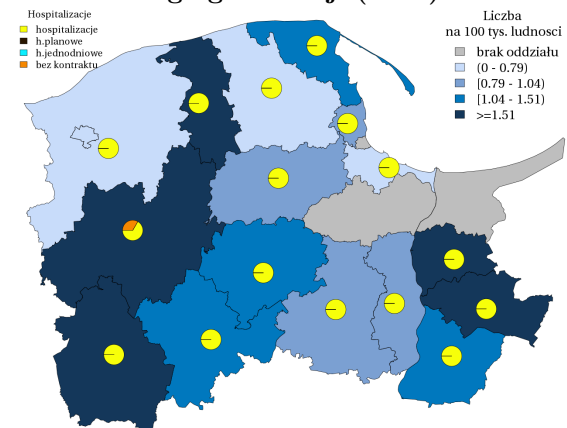 Hospitalizacje
hospitalizacje
h.planowe
h.jednodniowe
bez kontraktu
Liczba
na 100 tys. ludnosci
brak oddziału
(0 - 0.79)
[0.79 - 1.04)
[1.04 - 1.51)
>=1.51